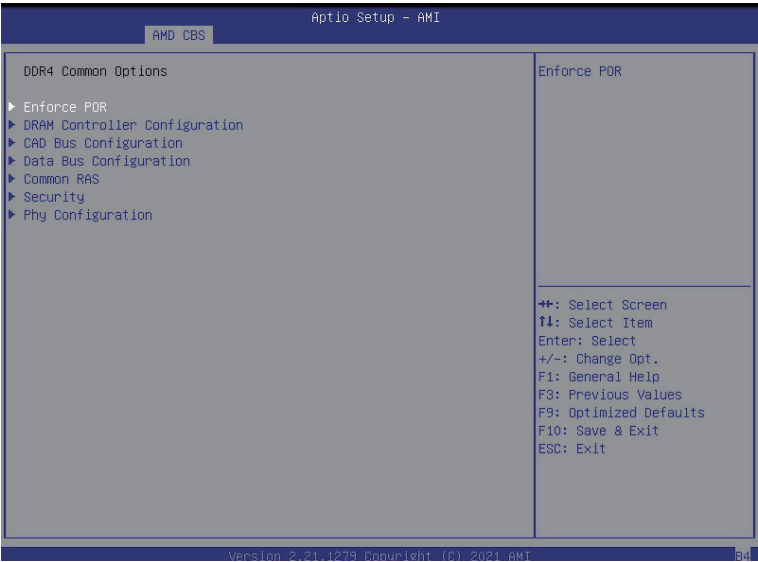 Aptio Setup – AMI
AMD CBS
DDR4 Common Options
Enforce POR
DRAM Controller Configuration
CAD Bus Configuration
Data Bus Configuration
Common RAS
Security
Phy Configuration
Enforce POR
→←: Select Screen
↑↓: Select Item
Enter: Select
+/-: Change Opt.
F1: General Help
F3: Previous Values
F9: Optimized Defaults
F10: Save & Exit
ESC: Exit
Version 2.21.1279 Copyright (C) 2021 AMI
B4